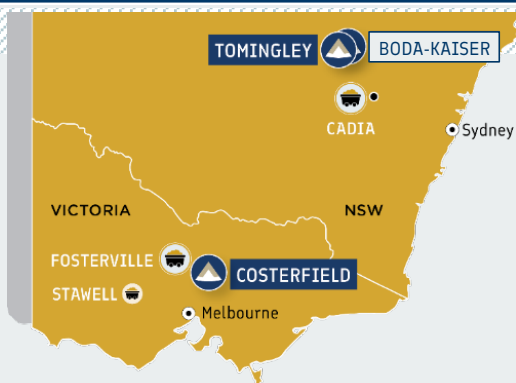 TOMINGLEY
BODA-KAISER
CADIA
Sydney
VICTORIA
NSW
FOSTERVILLE
COSTERFIELD
STAWELL
Melbourne